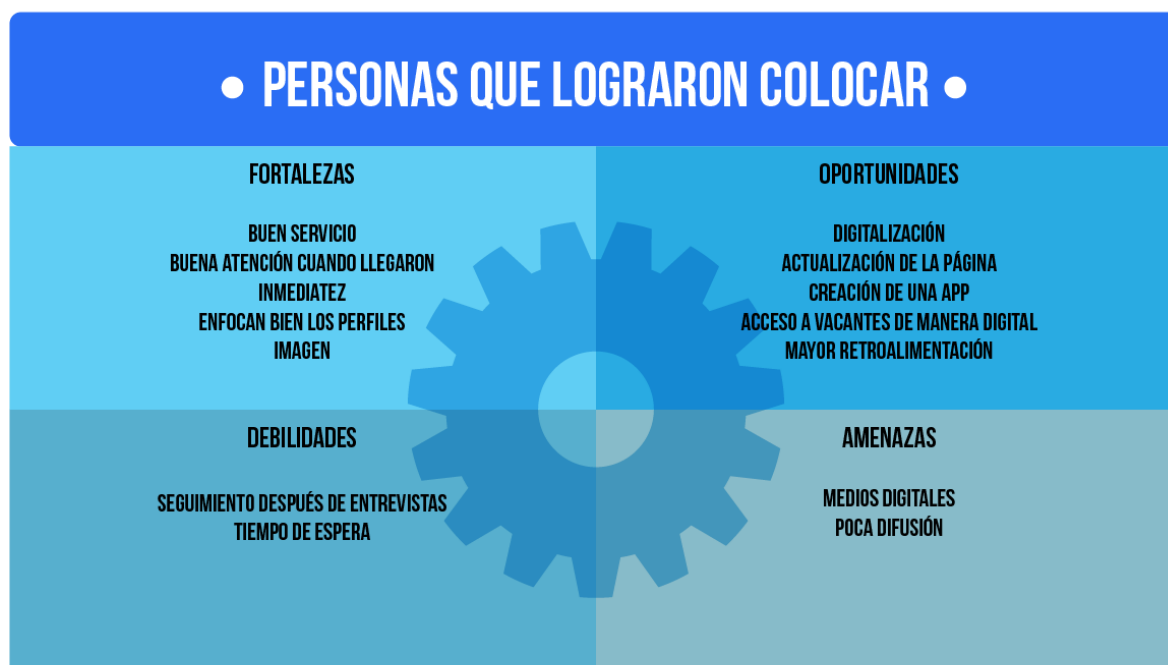 • PERSONAS QUE LOGRARON COLOCAR •
FORTALEZAS
BUEN SERVICIO
BUENA ATENCIÓN CUANDO LLEGARON
INMEDIATEZ
ENFOCAN BIEN LOS PERFILES
IMAGEN
OPORTUNIDADES
DIGITALIZACIÓN
ACTUALIZACIÓN DE LA PÁGINA
CREACIÓN DE UNA APP
ACCESO A VACANTES DE MANERA DIGITAL
MAYOR RETROALIMENTACIÓN
DEBILIDADES
SEGUIMIENTO DESPUÉS DE ENTREVISTAS
TIEMPO DE ESPERA
AMENAZAS
MEDIOS DIGITALES
POCA DIFUSIÓN